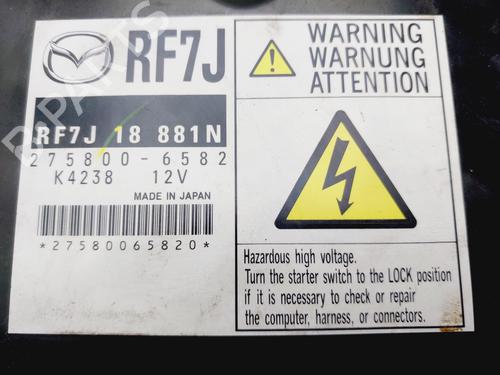 RF7J
RF7J 18 881N
275800-6582
K4238 12V
MADE IN JAPAN
*27580065820*
WARNING
WARNUNG
ATTENTION
Hazardous high voltage.
Turn the starter switch to the LOCK position
if it is necessary to check or repair
the computer, harness, or connectors.